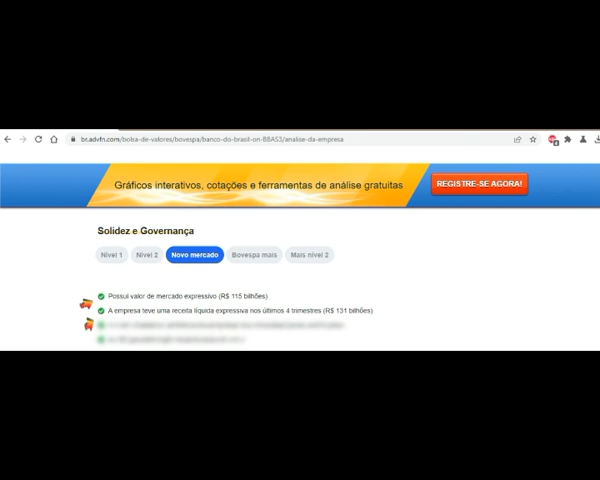 br.advfn.com/bolsa-de-valores/bovespa/banco-do-brasil-on-BBAS3/analise-da-empresa
Gráficos interativos, cotações e ferramentas de análise gratuitas
REGISTRE-SE AGORA!
Solidez e Governança
Nível 1 Nível 2 Novo mercado Bovespa mais Mais nível 2
Possui valor de mercado expressivo (R$ 115 bilhões)
A empresa teve uma receita líquida expressiva nos últimos 4 trimestres (R$ 131 bilhões)